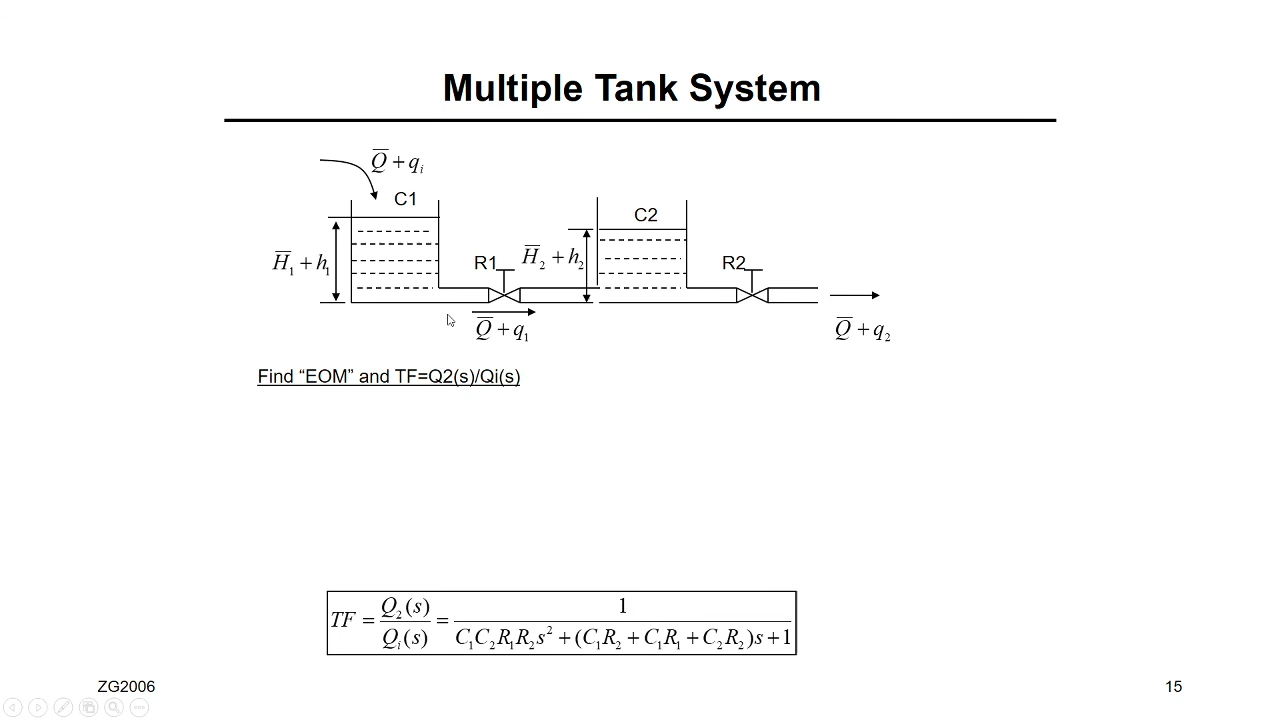 Multiple Tank System
Q̅ + qᵢ
C1
C2
H̅₁ + h₁
R1
H̅₂ + h₂
R2
Q̅ + q₁
Q̅ + q₂
Find “EOM” and TF=Q2(s)/Qi(s)
TF = Q₂(s)/Qᵢ(s) = 1/(C₁C₂R₁R₂s² + (C₁R₂ + C₁R₁ + C₂R₂)s + 1)
ZG2006
15